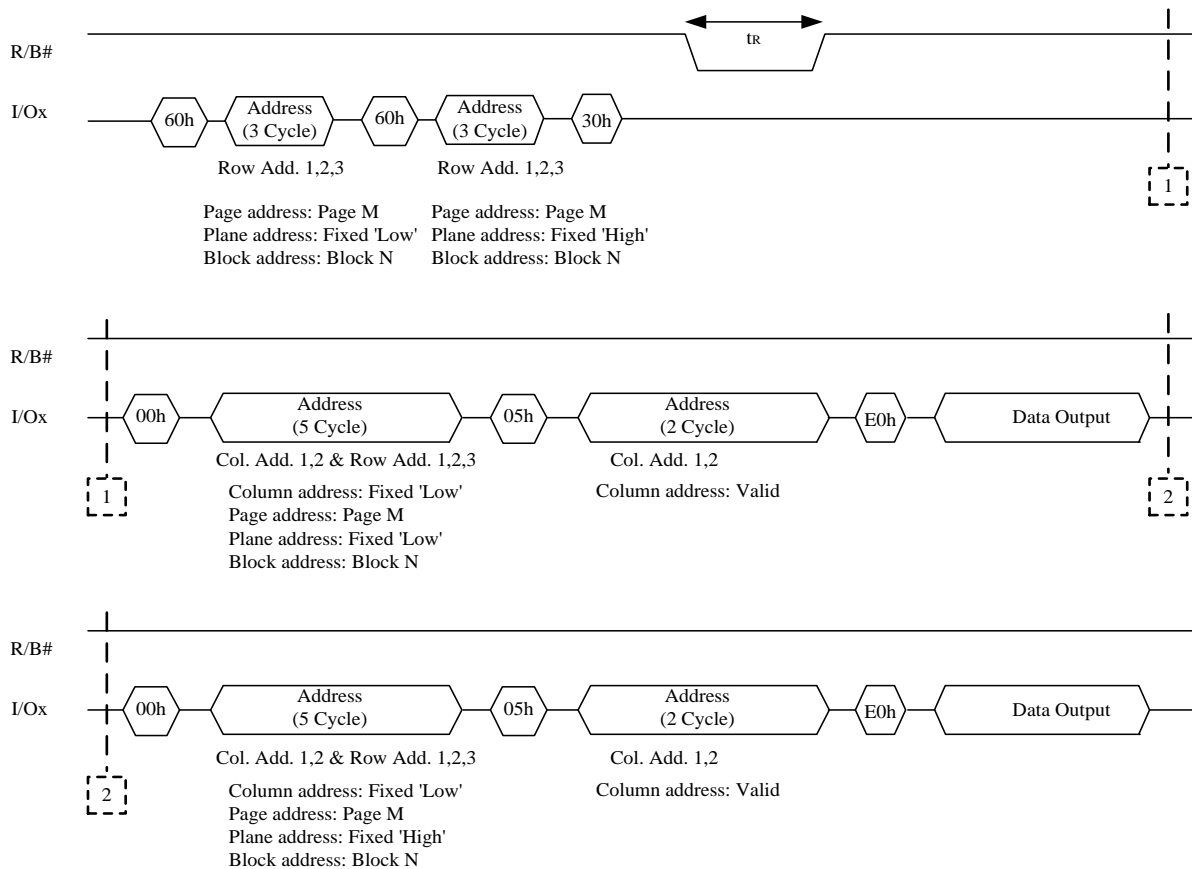 tR
R/B#
I/Ox
60h
Address
(3 Cycle)
60h
Address
(3 Cycle)
30h
Row Add. 1,2,3
Row Add. 1,2,3
Page address: Page M
Plane address: Fixed 'Low'
Block address: Block N
Page address: Page M
Plane address: Fixed 'High'
Block address: Block N
1
R/B#
I/Ox
00h
Address
(5 Cycle)
05h
Address
(2 Cycle)
E0h
Data Output
Col. Add. 1,2 & Row Add. 1,2,3
Col. Add. 1,2
Column address: Fixed 'Low'
Page address: Page M
Plane address: Fixed 'Low'
Block address: Block N
Column address: Valid
1
2
R/B#
I/Ox
00h
Address
(5 Cycle)
05h
Address
(2 Cycle)
E0h
Data Output
Col. Add. 1,2 & Row Add. 1,2,3
Col. Add. 1,2
Column address: Fixed 'Low'
Page address: Page M
Plane address: Fixed 'High'
Block address: Block N
Column address: Valid
2